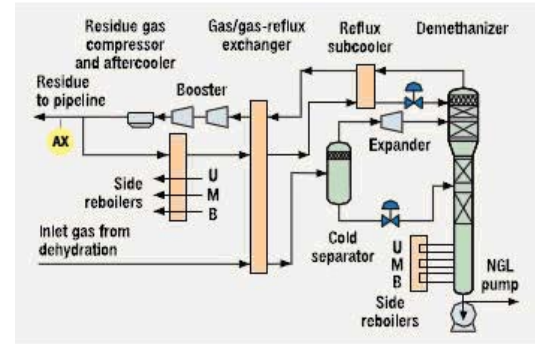 Residue gas
compressor
and aftercooler
Gas/gas-reflux
exchanger
Reflux
subcooler
Demethanizer
Residue
to pipeline
Booster
AX
Expander
Side
reboilers
U
M
B
Inlet gas from
dehydration
Cold
separator
U
M
B
Side
reboilers
NGL
pump